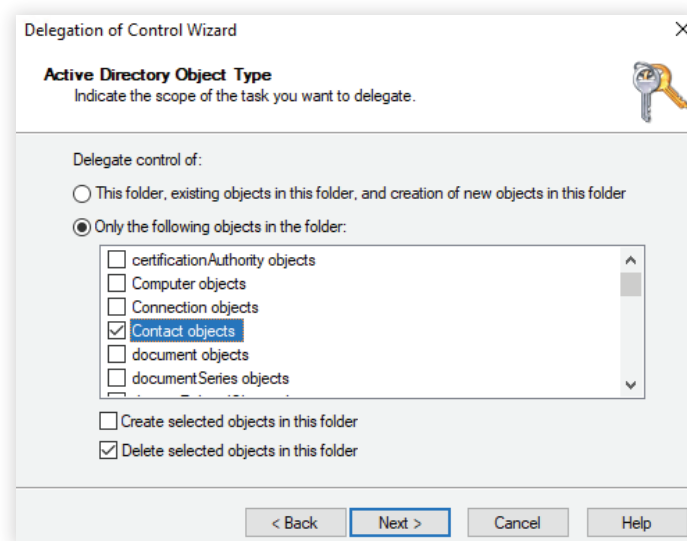 Delegation of Control Wizard
Active Directory Object Type
Indicate the scope of the task you want to delegate.
Delegate control of:
This folder, existing objects in this folder, and creation of new objects in this folder
Only the following objects in the folder:
certificationAuthority objects
Computer objects
Connection objects
Contact objects
document objects
documentSeries objects
Create selected objects in this folder
Delete selected objects in this folder
< Back Next > Cancel Help